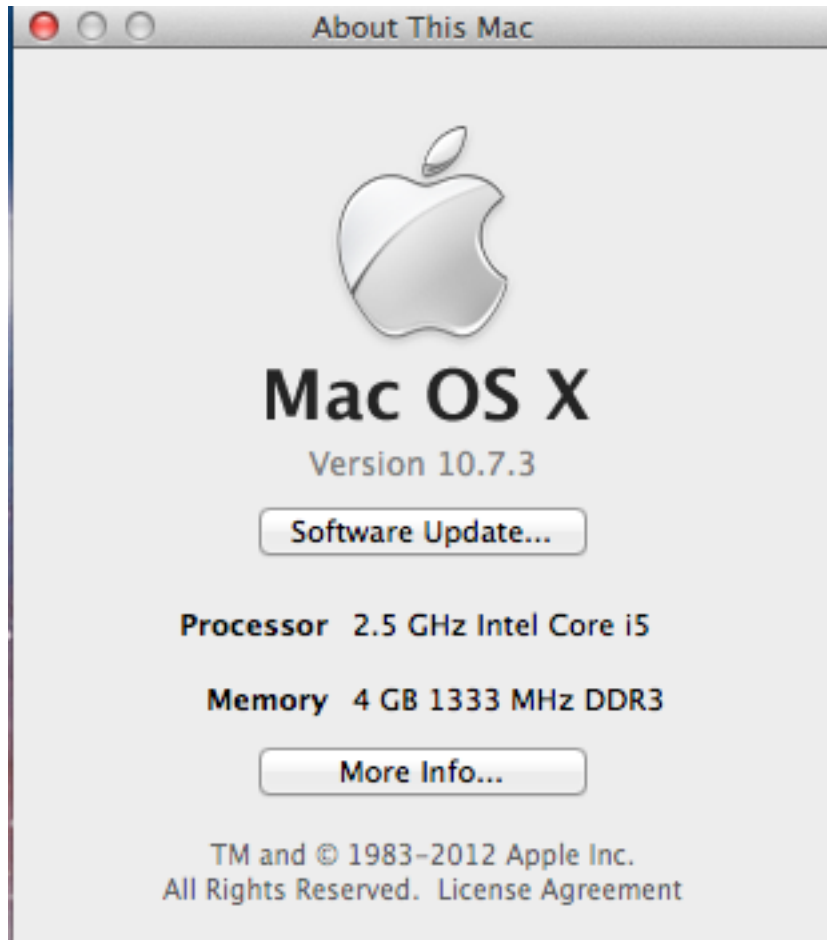 About This Mac
Mac OS X
Version 10.7.3
Software Update...
Processor 2.5 GHz Intel Core i5
Memory 4 GB 1333 MHz DDR3
More Info...
TM and © 1983–2012 Apple Inc.
All Rights Reserved. License Agreement